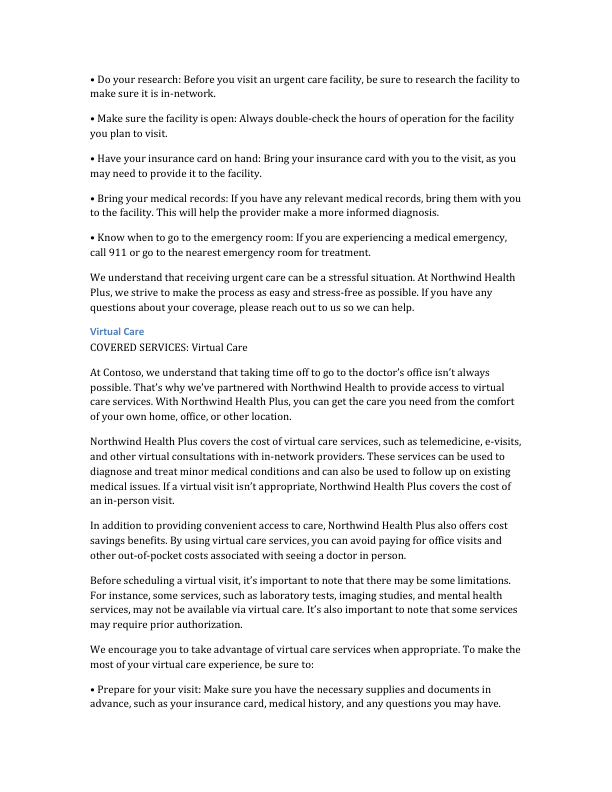 • Do your research: Before you visit an urgent care facility, be sure to research the facility to
make sure it is in-network.
• Make sure the facility is open: Always double-check the hours of operation for the facility
you plan to visit.
• Have your insurance card on hand: Bring your insurance card with you to the visit, as you
may need to provide it to the facility.
• Bring your medical records: If you have any relevant medical records, bring them with you
to the facility. This will help the provider make a more informed diagnosis.
• Know when to go to the emergency room: If you are experiencing a medical emergency,
call 911 or go to the nearest emergency room for treatment.
We understand that receiving urgent care can be a stressful situation. At Northwind Health
Plus, we strive to make the process as easy and stress-free as possible. If you have any
questions about your coverage, please reach out to us so we can help.
Virtual Care
COVERED SERVICES: Virtual Care
At Contoso, we understand that taking time off to go to the doctor’s office isn’t always
possible. That’s why we’ve partnered with Northwind Health to provide access to virtual
care services. With Northwind Health Plus, you can get the care you need from the comfort
of your own home, office, or other location.
Northwind Health Plus covers the cost of virtual care services, such as telemedicine, e-visits,
and other virtual consultations with in-network providers. These services can be used to
diagnose and treat minor medical conditions and can also be used to follow up on existing
medical issues. If a virtual visit isn’t appropriate, Northwind Health Plus covers the cost of
an in-person visit.
In addition to providing convenient access to care, Northwind Health Plus also offers cost
savings benefits. By using virtual care services, you can avoid paying for office visits and
other out-of-pocket costs associated with seeing a doctor in person.
Before scheduling a virtual visit, it’s important to note that there may be some limitations.
For instance, some services, such as laboratory tests, imaging studies, and mental health
services, may not be available via virtual care. It’s also important to note that some services
may require prior authorization.
We encourage you to take advantage of virtual care services when appropriate. To make the
most of your virtual care experience, be sure to:
• Prepare for your visit: Make sure you have the necessary supplies and documents in
advance, such as your insurance card, medical history, and any questions you may have.